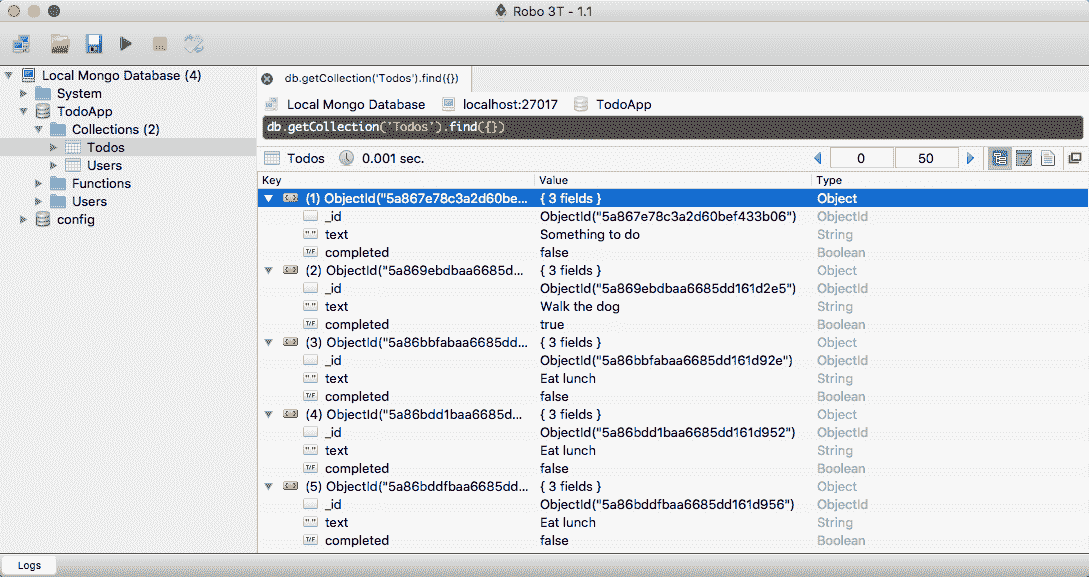 Robo 3T - 1.1
Local Mongo Database (4)
System
TodoApp
Collections (2)
Todos
Users
Functions
Users
config
db.getCollection('Todos').find({})
Local Mongo Database localhost:27017 TodoApp
db.getCollection('Todos').find({})
Todos 0.001 sec. 0 50
Key Value Type
(1) ObjectId("5a867e78c3a2d60be... { 3 fields } Object
_id ObjectId("5a867e78c3a2d60bef433b06") ObjectId
" " text Something to do String
T/F completed false Boolean
(2) ObjectId("5a869ebdbaa6685d... { 3 fields } Object
_id ObjectId("5a869ebdbaa6685dd161d2e5") ObjectId
" " text Walk the dog String
T/F completed true Boolean
(3) ObjectId("5a86bbfabaa6685dd... { 3 fields } Object
_id ObjectId("5a86bbfabaa6685dd161d92e") ObjectId
" " text Eat lunch String
T/F completed false Boolean
(4) ObjectId("5a86bdd1baa6685d... { 3 fields } Object
_id ObjectId("5a86bdd1baa6685dd161d952") ObjectId
" " text Eat lunch String
T/F completed false Boolean
(5) ObjectId("5a86bddfbaa6685dd... { 3 fields } Object
_id ObjectId("5a86bddfbaa6685dd161d956") ObjectId
" " text Eat lunch String
T/F completed false Boolean
Logs